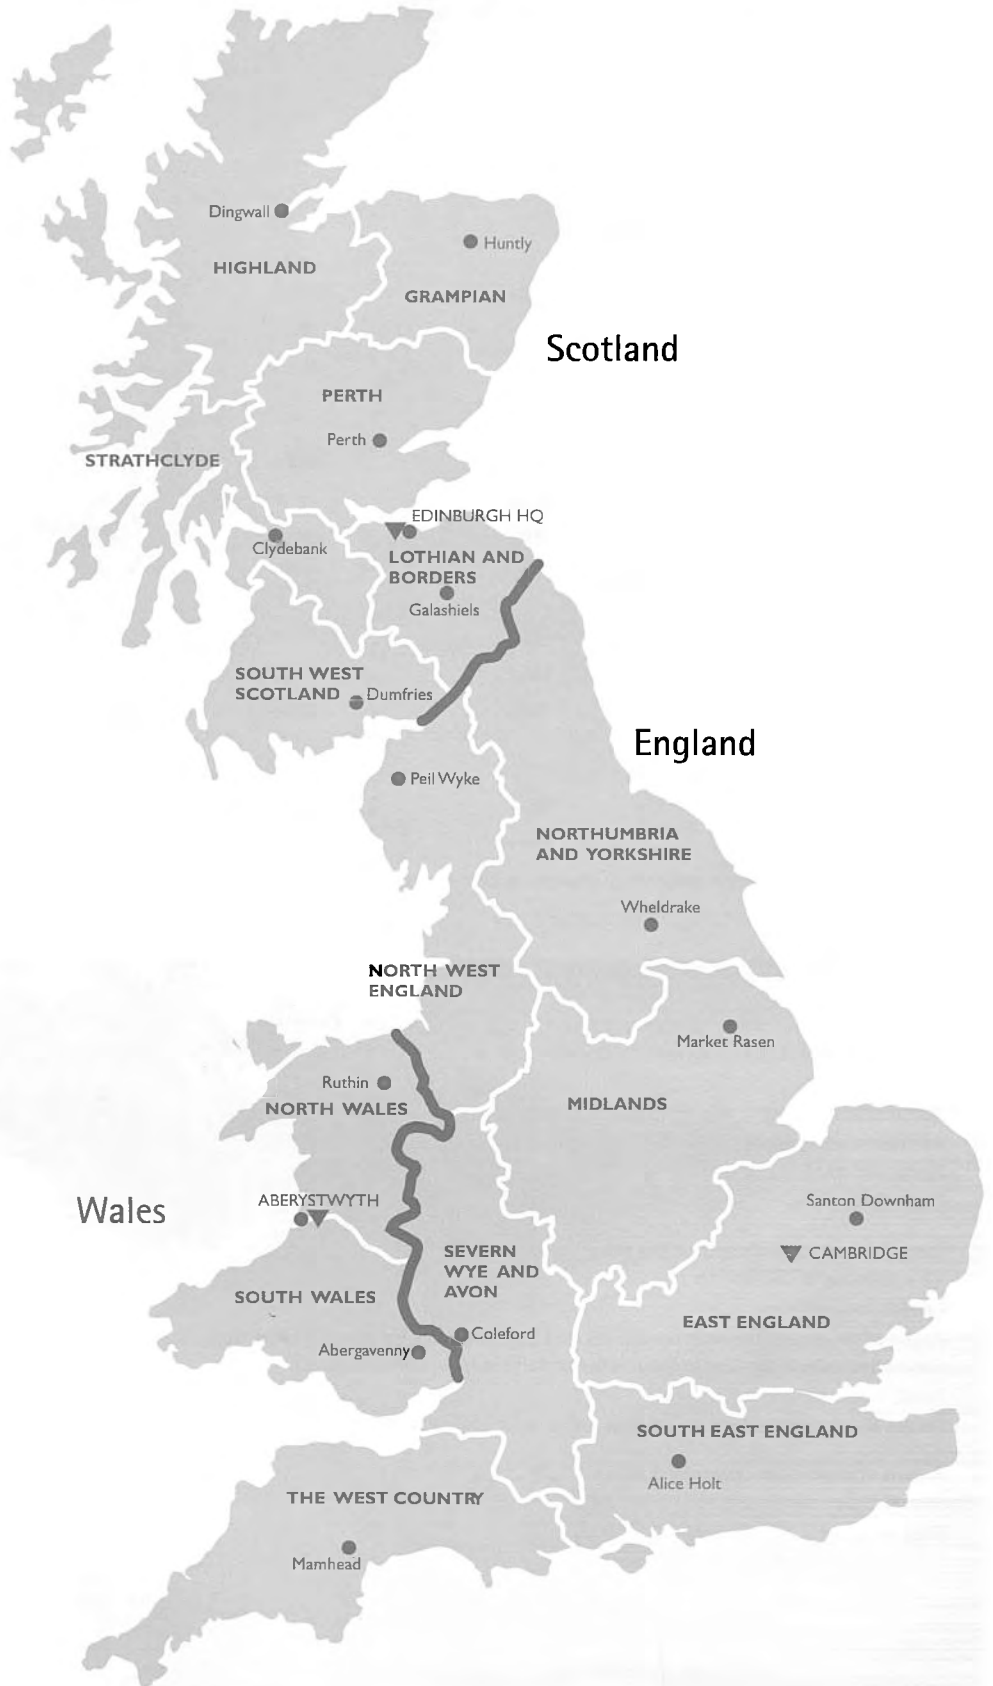 Dingwall
Huntly
HIGHLAND
GRAMPIAN
Scotland
PERTH
Perth
STRATHCLYDE
EDINBURGH HQ
Clydebank
LOTHIAN AND
BORDERS
Galashiels
SOUTH WEST
SCOTLAND
Dumfries
England
Peil Wyke
NORTHUMBRIA
AND YORKSHIRE
Wheldrake
NORTH WEST
ENGLAND
Market Rasen
Ruthin
NORTH WALES
MIDLANDS
Wales
ABERYSTWYTH
Santon Downham
CAMBRIDGE
SEVERN
WYE AND
AVON
SOUTH WALES
EAST ENGLAND
Coleford
Abergavenny
SOUTH EAST ENGLAND
Alice Holt
THE WEST COUNTRY
Mamhead